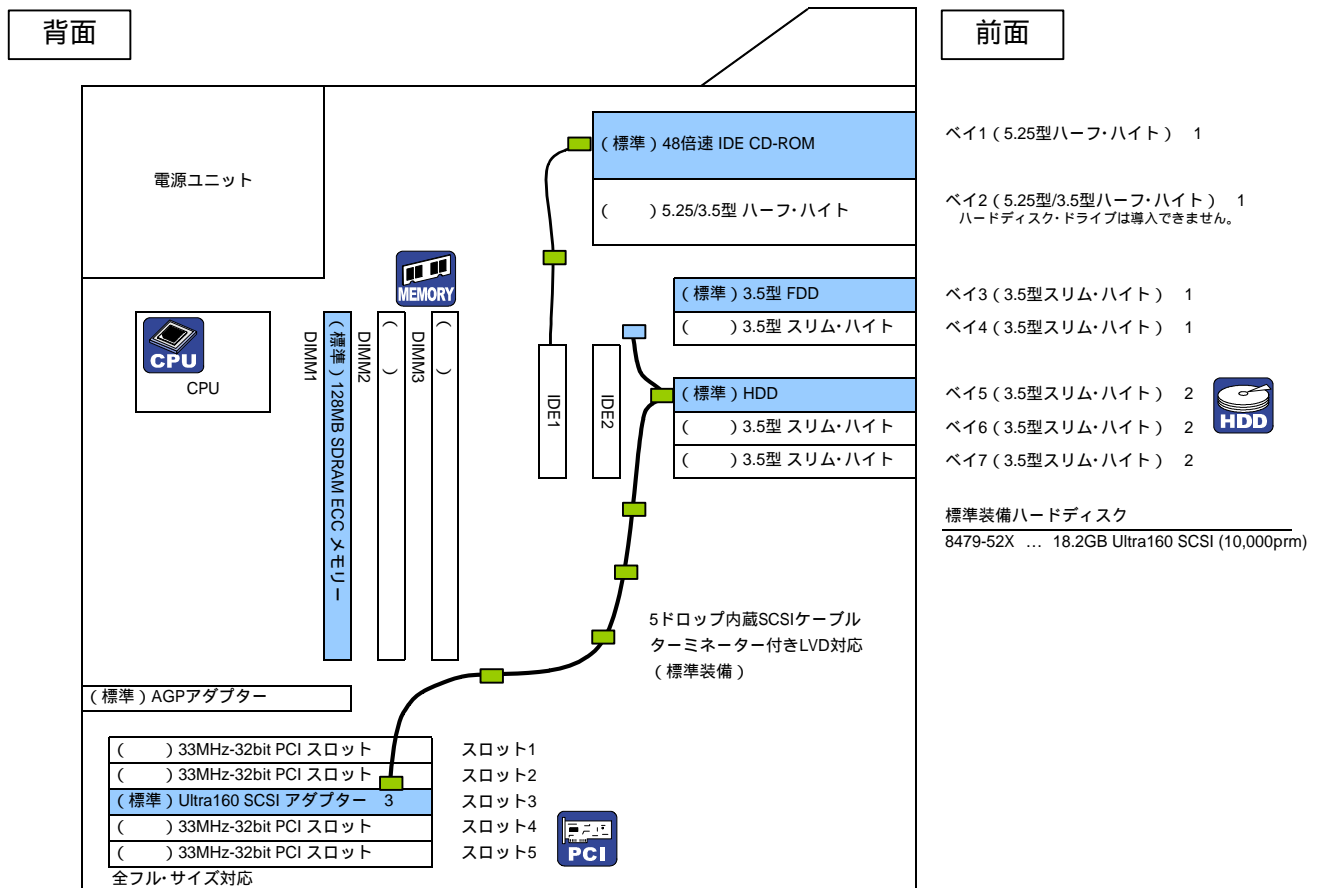 背面
前面
電源ユニット
(標準)48倍速 IDE CD-ROM
(　　)5.25/3.5型 ハーフ・ハイト
ベイ1(5.25型ハーフ・ハイト)　1
ベイ2(5.25型/3.5型ハーフ・ハイト)　1
ハードディスク・ドライブは導入できません。
MEMORY
(標準)3.5型 FDD
(　　)3.5型 スリム・ハイト
ベイ3(3.5型スリム・ハイト)　1
ベイ4(3.5型スリム・ハイト)　1
CPU
CPU
DIMM1
(標準)128MB SDRAM ECC メモリー
DIMM2
(　　)
DIMM3
(　　)
IDE1
IDE2
(標準)HDD
(　　)3.5型 スリム・ハイト
(　　)3.5型 スリム・ハイト
ベイ5(3.5型スリム・ハイト)　2
ベイ6(3.5型スリム・ハイト)　2
ベイ7(3.5型スリム・ハイト)　2
HDD
標準装備ハードディスク
8479-52X … 18.2GB Ultra160 SCSI (10,000prm)
5ドロップ内蔵SCSIケーブル
ターミネーター付きLVD対応
(標準装備)
(標準)AGPアダプター
(　　)33MHz-32bit PCI スロット　スロット1
(　　)33MHz-32bit PCI スロット　スロット2
(標準)Ultra160 SCSI アダプター　3　スロット3
(　　)33MHz-32bit PCI スロット　スロット4
(　　)33MHz-32bit PCI スロット　スロット5
PCI
全フル・サイズ対応